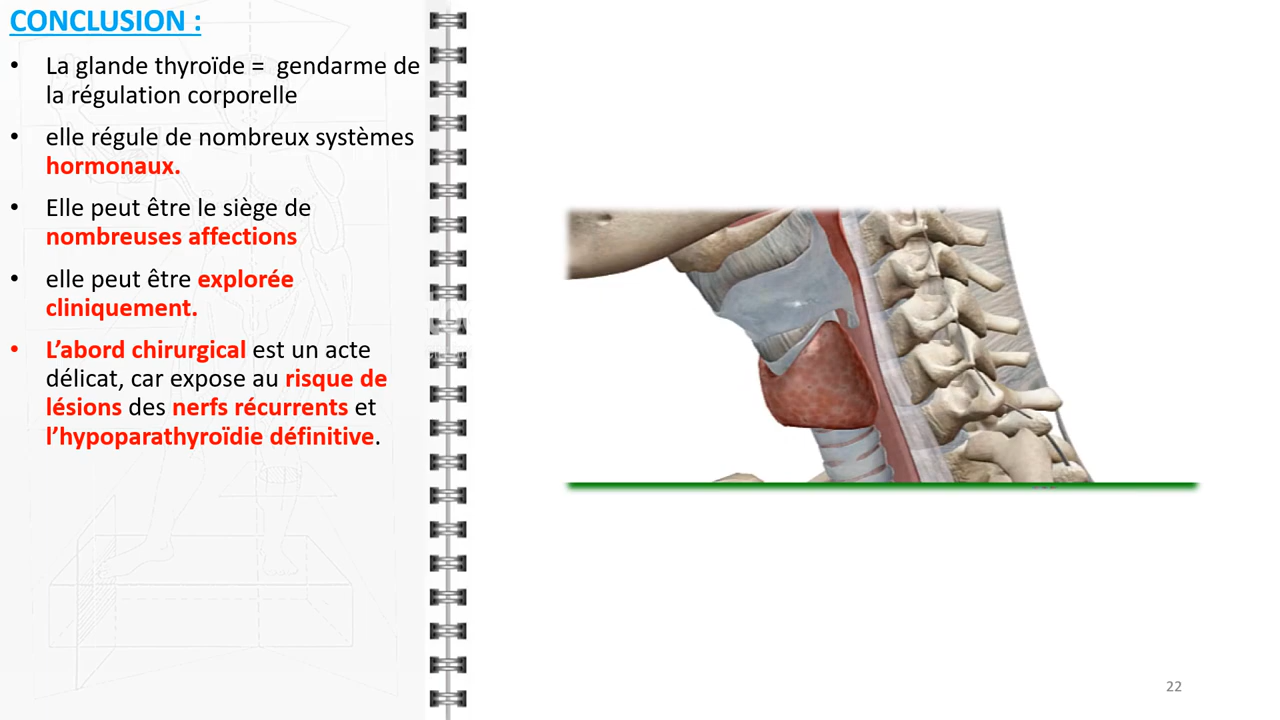 CONCLUSION :
• La glande thyroïde = gendarme de
la régulation corporelle
• elle régule de nombreux systèmes
hormonaux.
• Elle peut être le siège de
nombreuses affections
• elle peut être explorée
cliniquement.
• L’abord chirurgical est un acte
délicat, car expose au risque de
lésions des nerfs récurrents et
l’hypoparathyroïdie définitive.
22